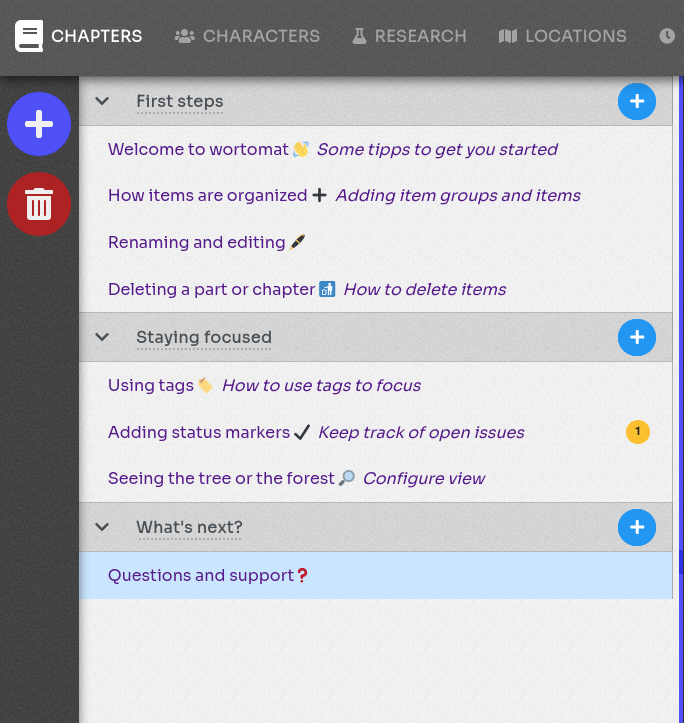 CHAPTERS CHARACTERS RESEARCH LOCATIONS
First steps
Welcome to wortomat 👋 Some tipps to get you started
How items are organized ➕ Adding item groups and items
Renaming and editing ✒️
Deleting a part or chapter 🚮 How to delete items
Staying focused
Using tags 🏷️ How to use tags to focus
Adding status markers ✔️ Keep track of open issues 1
Seeing the tree or the forest 🔎 Configure view
What's next?
Questions and support❓